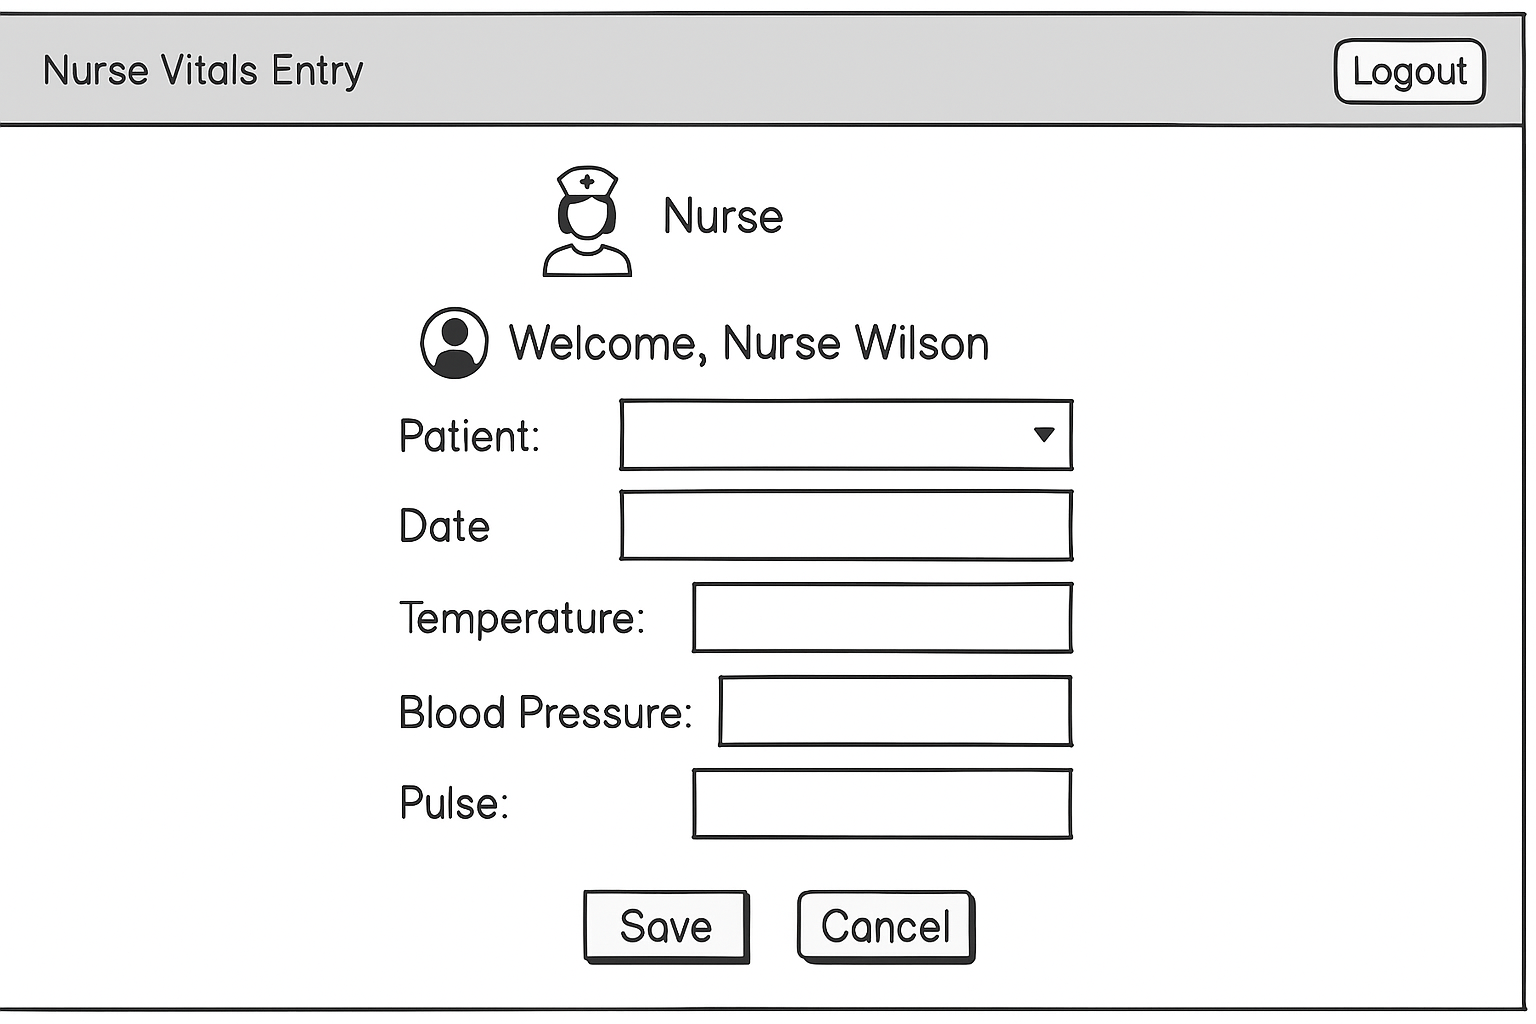 Nurse Vitals Entry
Logout
Nurse
Welcome, Nurse Wilson
Patient:
Date
Temperature:
Blood Pressure:
Pulse:
Save
Cancel